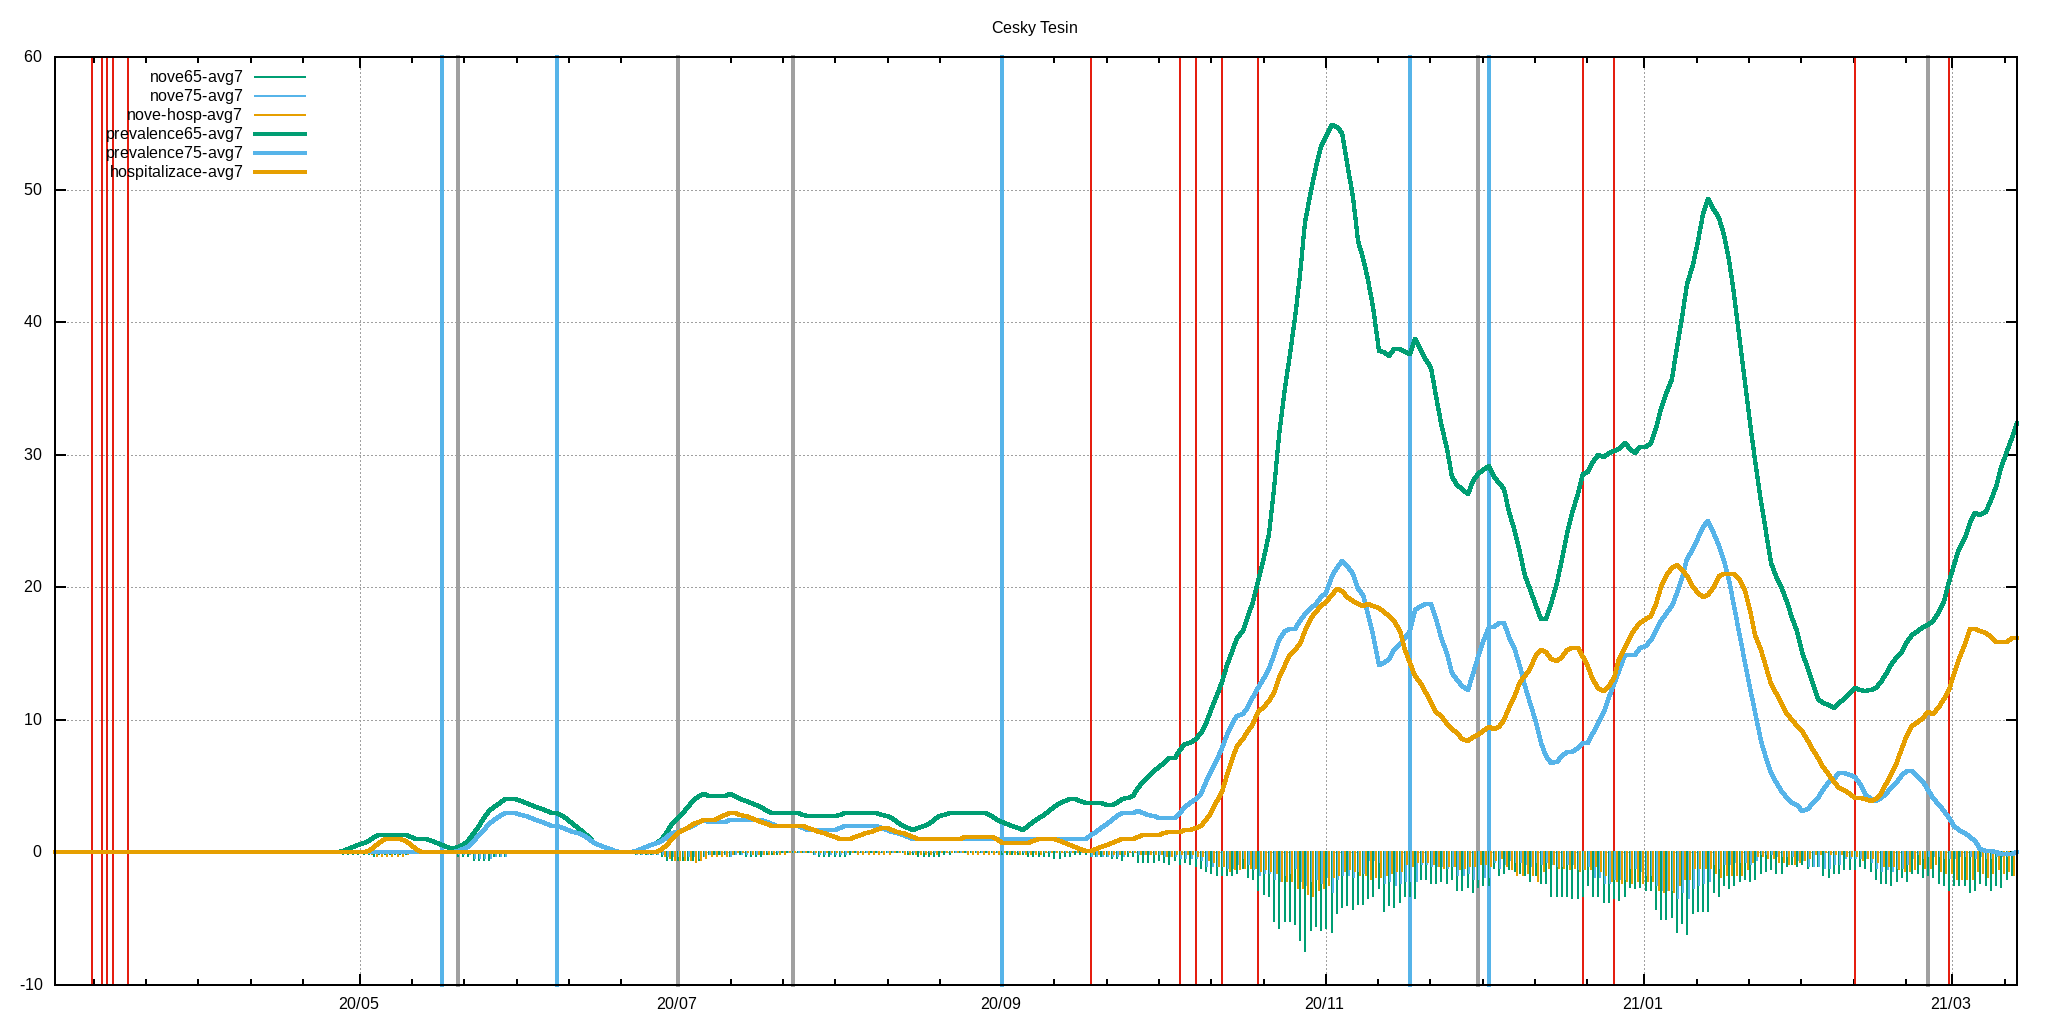 Cesky Tesin
60
50
40
30
20
10
0
-10
nove65-avg7
nove75-avg7
nove-hosp-avg7
prevalence65-avg7
prevalence75-avg7
hospitalizace-avg7
20/05
20/07
20/09
20/11
21/01
21/03